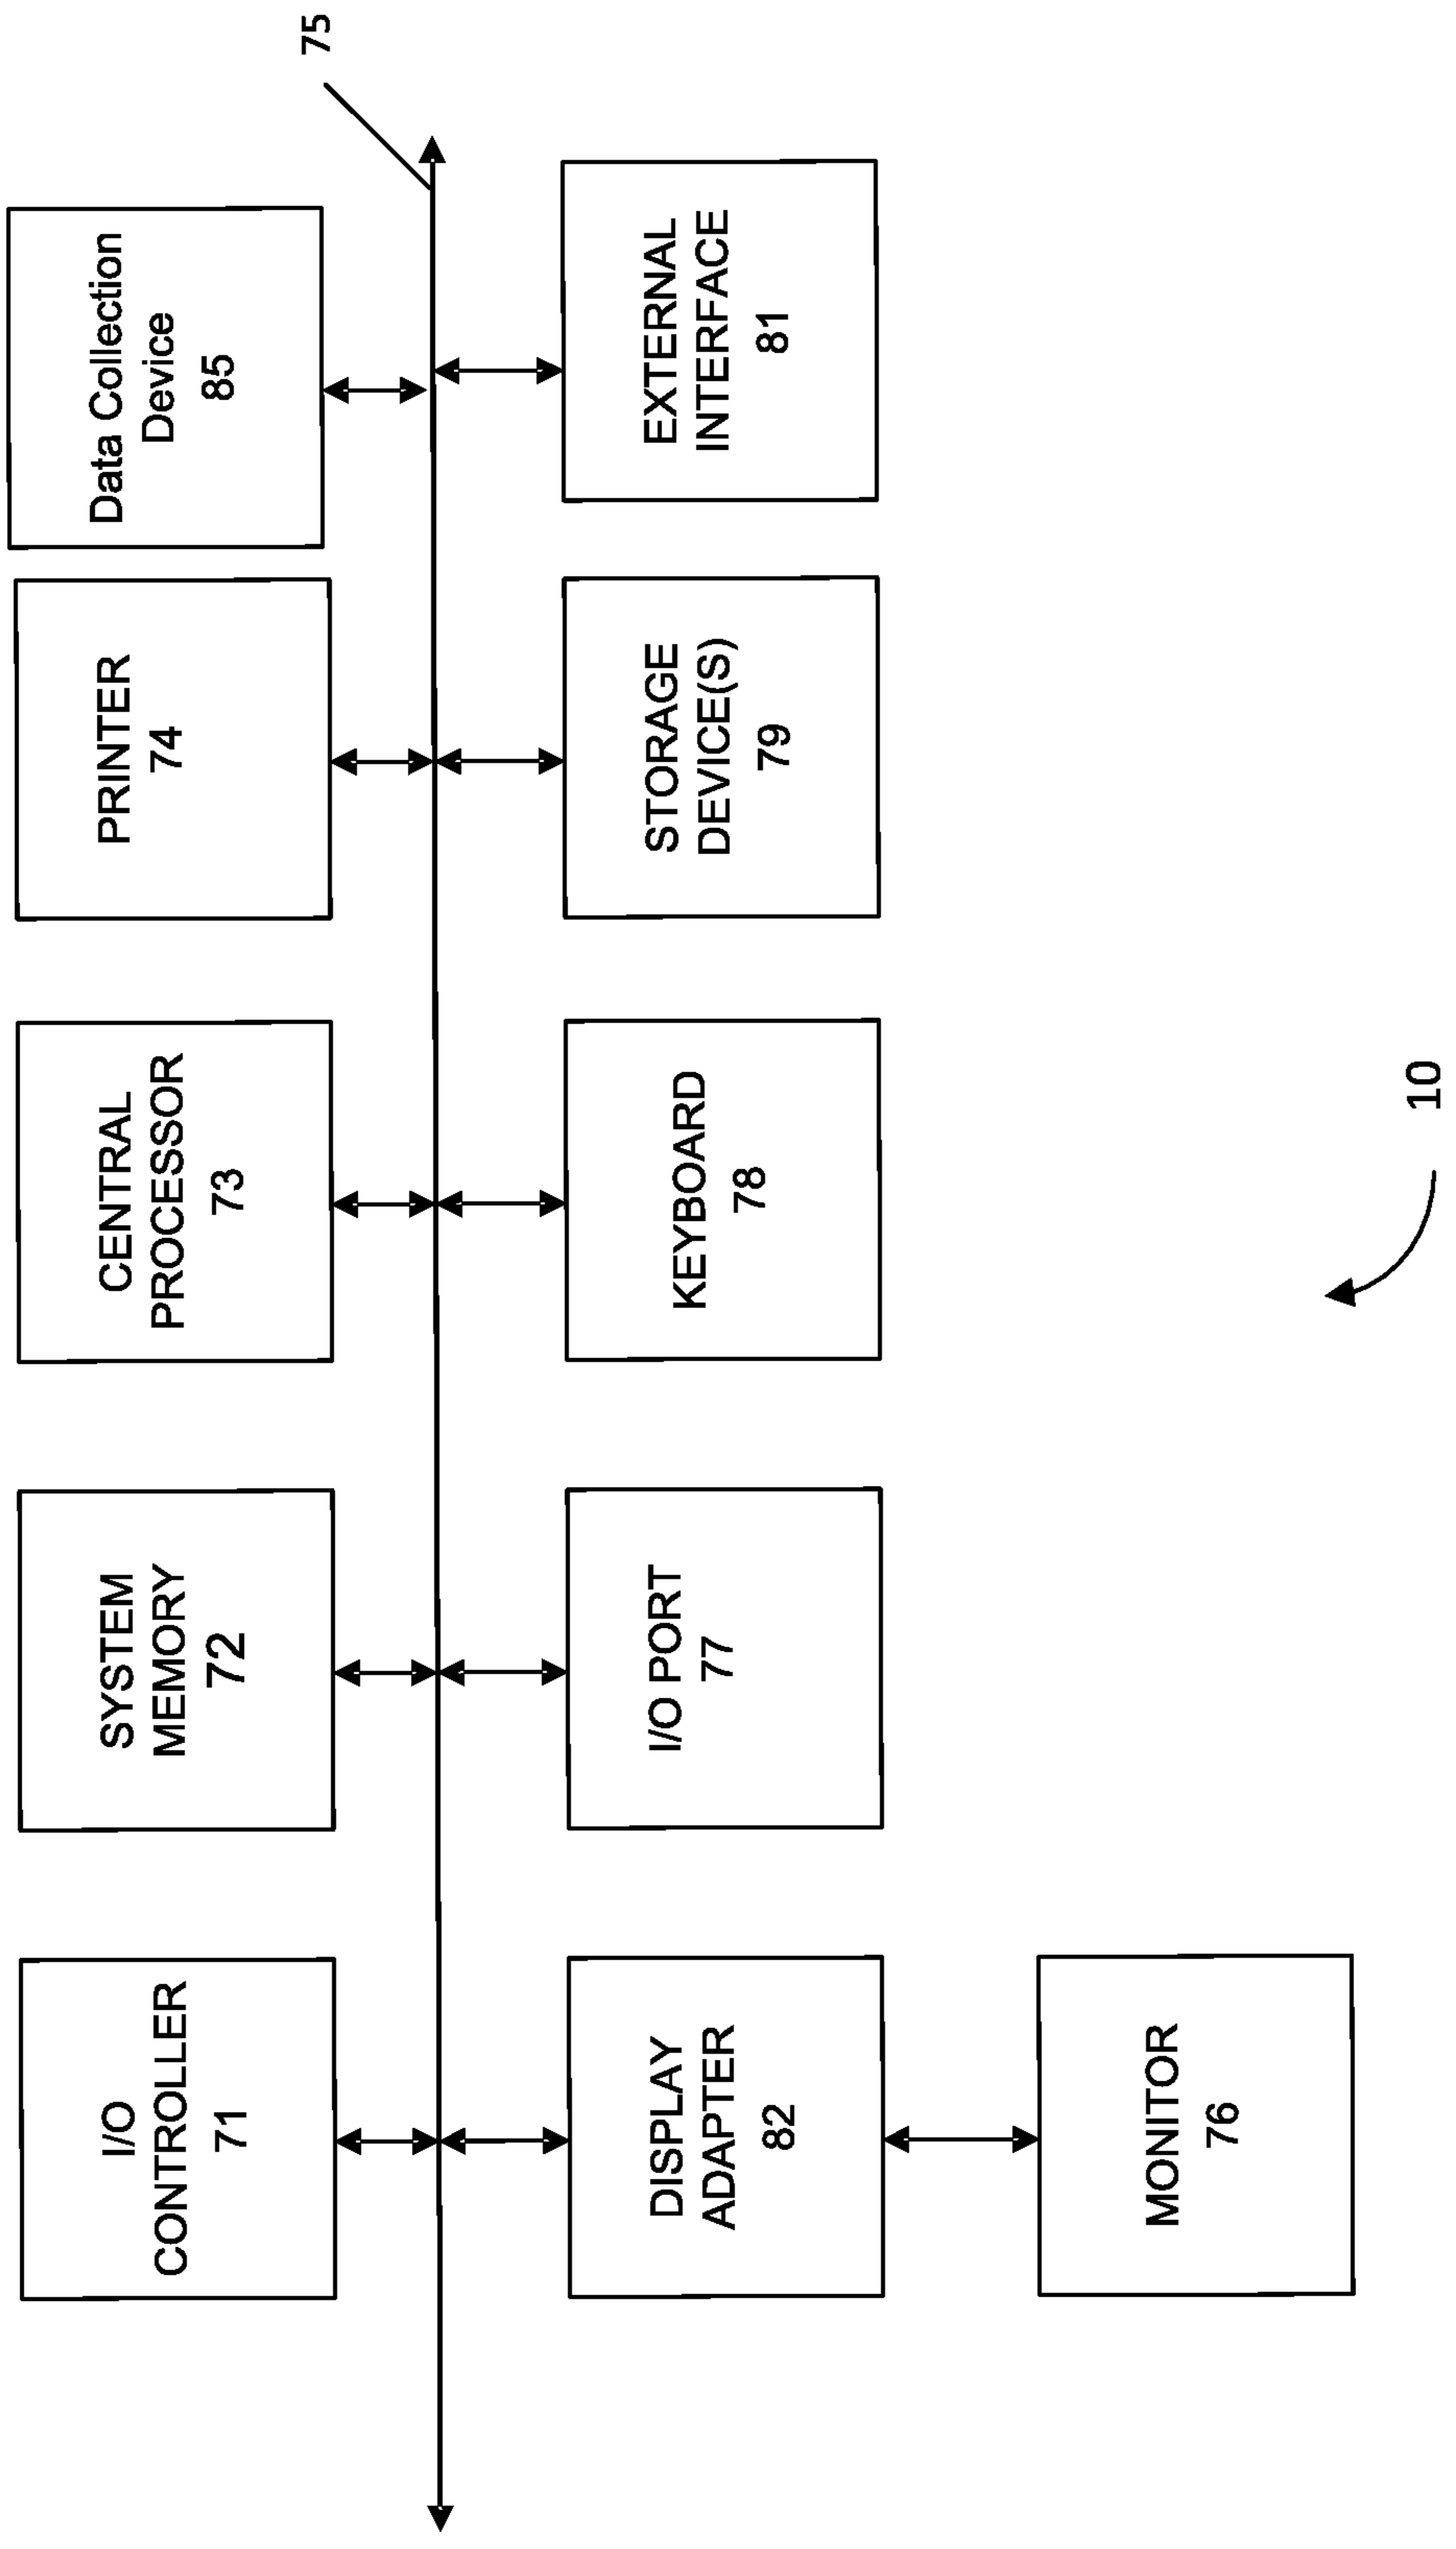 I/O
CONTROLLER
71
SYSTEM
MEMORY
72
CENTRAL
PROCESSOR
73
PRINTER
74
Data Collection
Device
85
75
DISPLAY
ADAPTER
82
I/O PORT
77
KEYBOARD
78
STORAGE
DEVICE(S)
79
EXTERNAL
INTERFACE
81
MONITOR
76
10